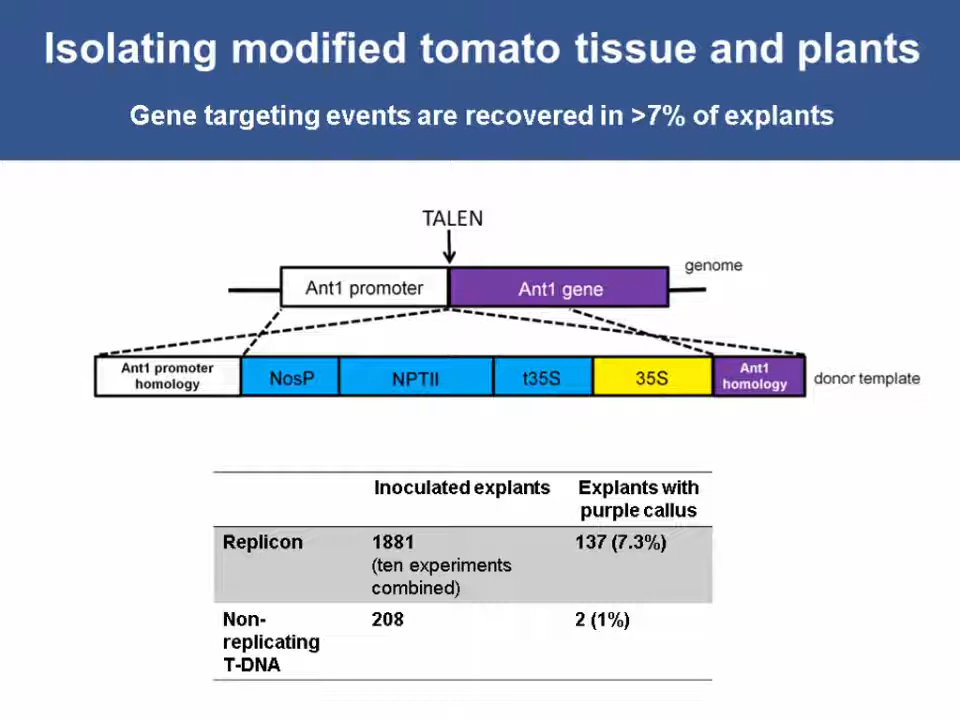 Isolating modified tomato tissue and plants
Gene targeting events are recovered in >7% of explants
TALEN
genome
Ant1 promoter
Ant1 gene
Ant1 promoter
homology
NosP
NPTII
t35S
35S
Ant1
homology
donor template
Inoculated explants
Explants with
purple callus
Replicon
1881
(ten experiments
combined)
137 (7.3%)
Non-
replicating
T-DNA
208
2 (1%)